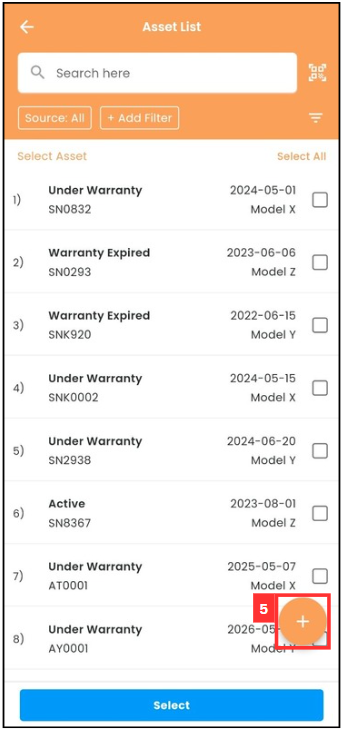 Asset List
Search here
Source: All + Add Filter
Select Asset Select All
1) Under Warranty 2024-05-01
SN0832 Model X
2) Warranty Expired 2023-06-06
SN0293 Model Z
3) Warranty Expired 2022-06-15
SNK920 Model Y
4) Under Warranty 2024-05-15
SNK0002 Model X
5) Under Warranty 2024-06-20
SN2938 Model Y
6) Active 2023-08-01
SN8367 Model Z
7) Under Warranty 2025-05-07
AT0001 Model X
5
+
8) Under Warranty 2026-05-
AY0001
Select